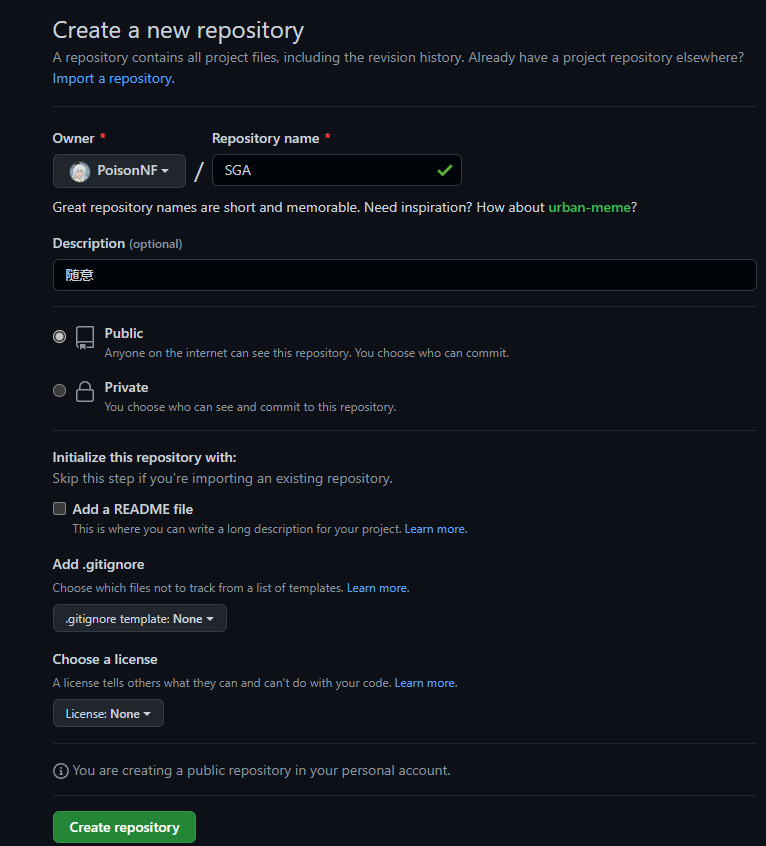 Create a new repository
A repository contains all project files, including the revision history. Already have a project repository elsewhere?
Import a repository.
Owner * Repository name *
PoisonNF / SGA
Great repository names are short and memorable. Need inspiration? How about urban-meme?
Description (optional)
随意
Public
Anyone on the internet can see this repository. You choose who can commit.
Private
You choose who can see and commit to this repository.
Initialize this repository with:
Skip this step if you're importing an existing repository.
Add a README file
This is where you can write a long description for your project. Learn more.
Add .gitignore
Choose which files not to track from a list of templates. Learn more.
.gitignore template: None
Choose a license
A license tells others what they can and can't do with your code. Learn more.
License: None
You are creating a public repository in your personal account.
Create repository